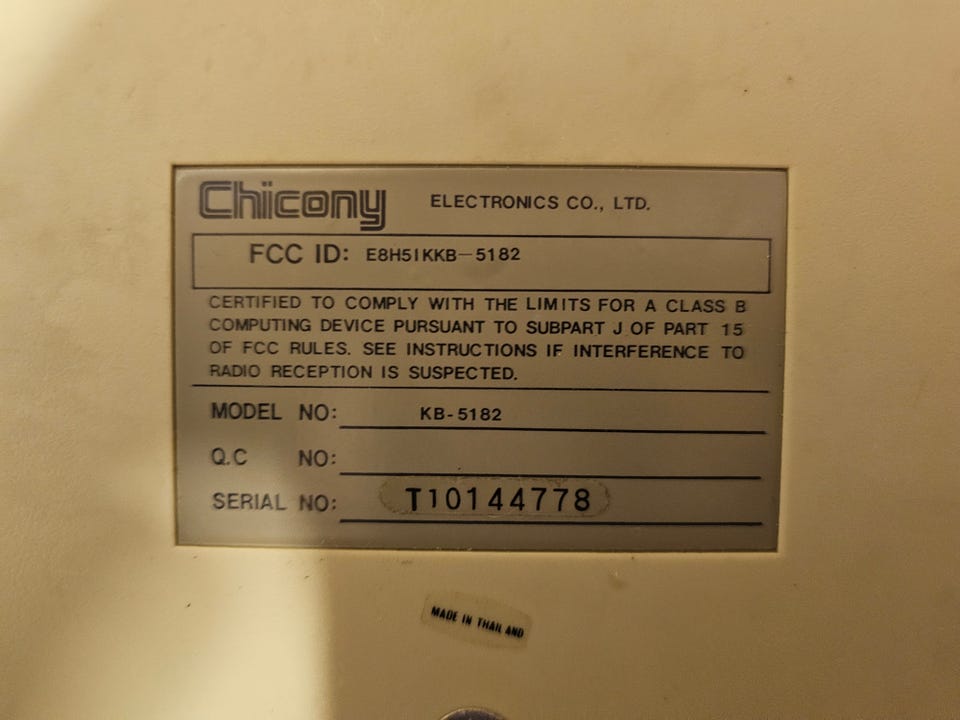 Chicony ELECTRONICS CO., LTD.
FCC ID: E8H51KKB-5182
CERTIFIED TO COMPLY WITH THE LIMITS FOR A CLASS B
COMPUTING DEVICE PURSUANT TO SUBPART J OF PART 15
OF FCC RULES. SEE INSTRUCTIONS IF INTERFERENCE TO
RADIO RECEPTION IS SUSPECTED.
MODEL NO: KB-5182
Q.C NO:
SERIAL NO: T10144778
MADE IN THAILAND